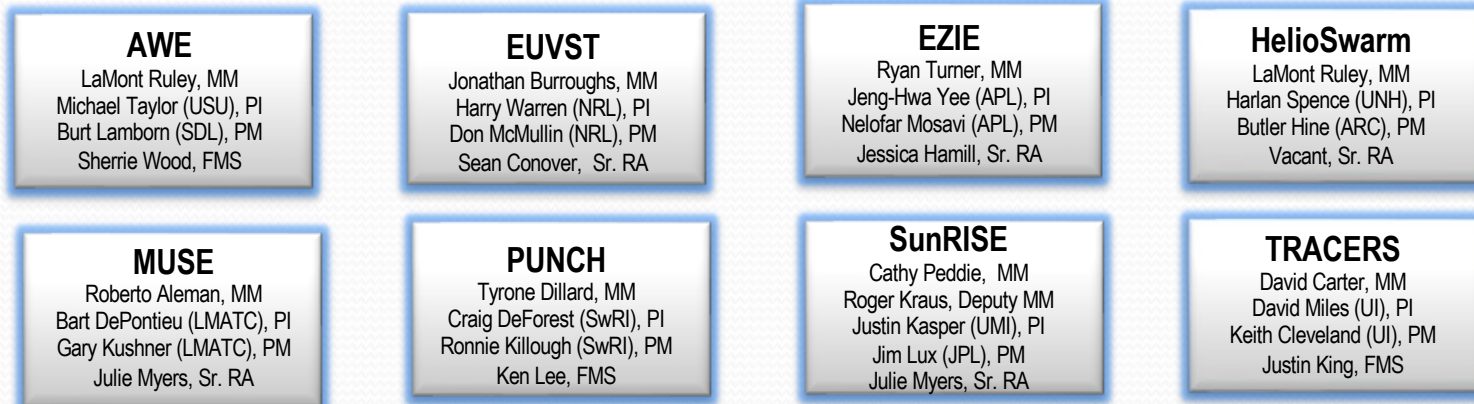 AWE
LaMont Ruley, MM
Michael Taylor (USU), PI
Burt Lamborn (SDL), PM
Sherrie Wood, FMS
EUVST
Jonathan Burroughs, MM
Harry Warren (NRL), PI
Don McMullin (NRL), PM
Sean Conover, Sr. RA
EZIE
Ryan Turner, MM
Jeng-Hwa Yee (APL), PI
Nelofar Mosavi (APL), PM
Jessica Hamill, Sr. RA
HelioSwarm
LaMont Ruley, MM
Harlan Spence (UNH), PI
Butler Hine (ARC), PM
Vacant, Sr. RA
MUSE
Roberto Aleman, MM
Bart DePontieu (LMATC), PI
Gary Kushner (LMATC), PM
Julie Myers, Sr. RA
PUNCH
Tyrone Dillard, MM
Craig DeForest (SwRI), PI
Ronnie Killough (SwRI), PM
Ken Lee, FMS
SunRISE
Cathy Peddie, MM
Roger Kraus, Deputy MM
Justin Kasper (UMI), PI
Jim Lux (JPL), PM
Julie Myers, Sr. RA
TRACERS
David Carter, MM
David Miles (UI), PI
Keith Cleveland (UI), PM
Justin King, FMS